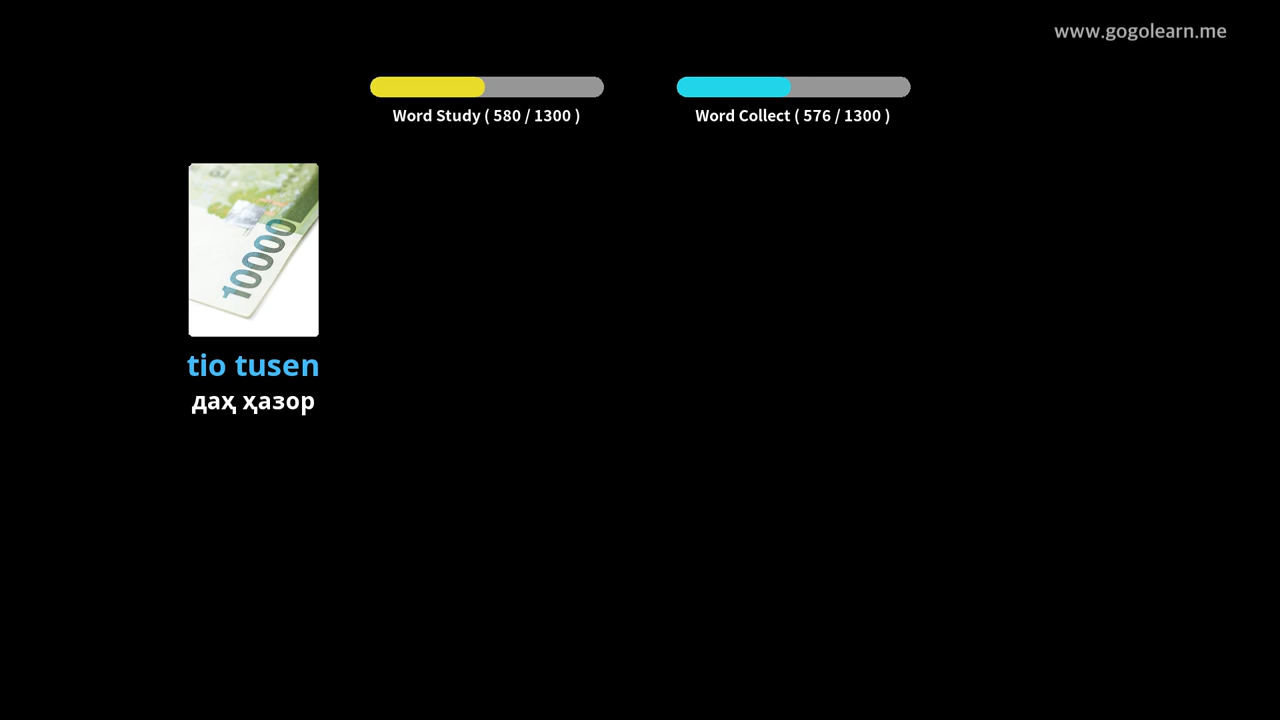 www.gogolearn.me
Word Study ( 580 / 1300 )
Word Collect ( 576 / 1300 )
10000
tio tusen
даҳ ҳазор